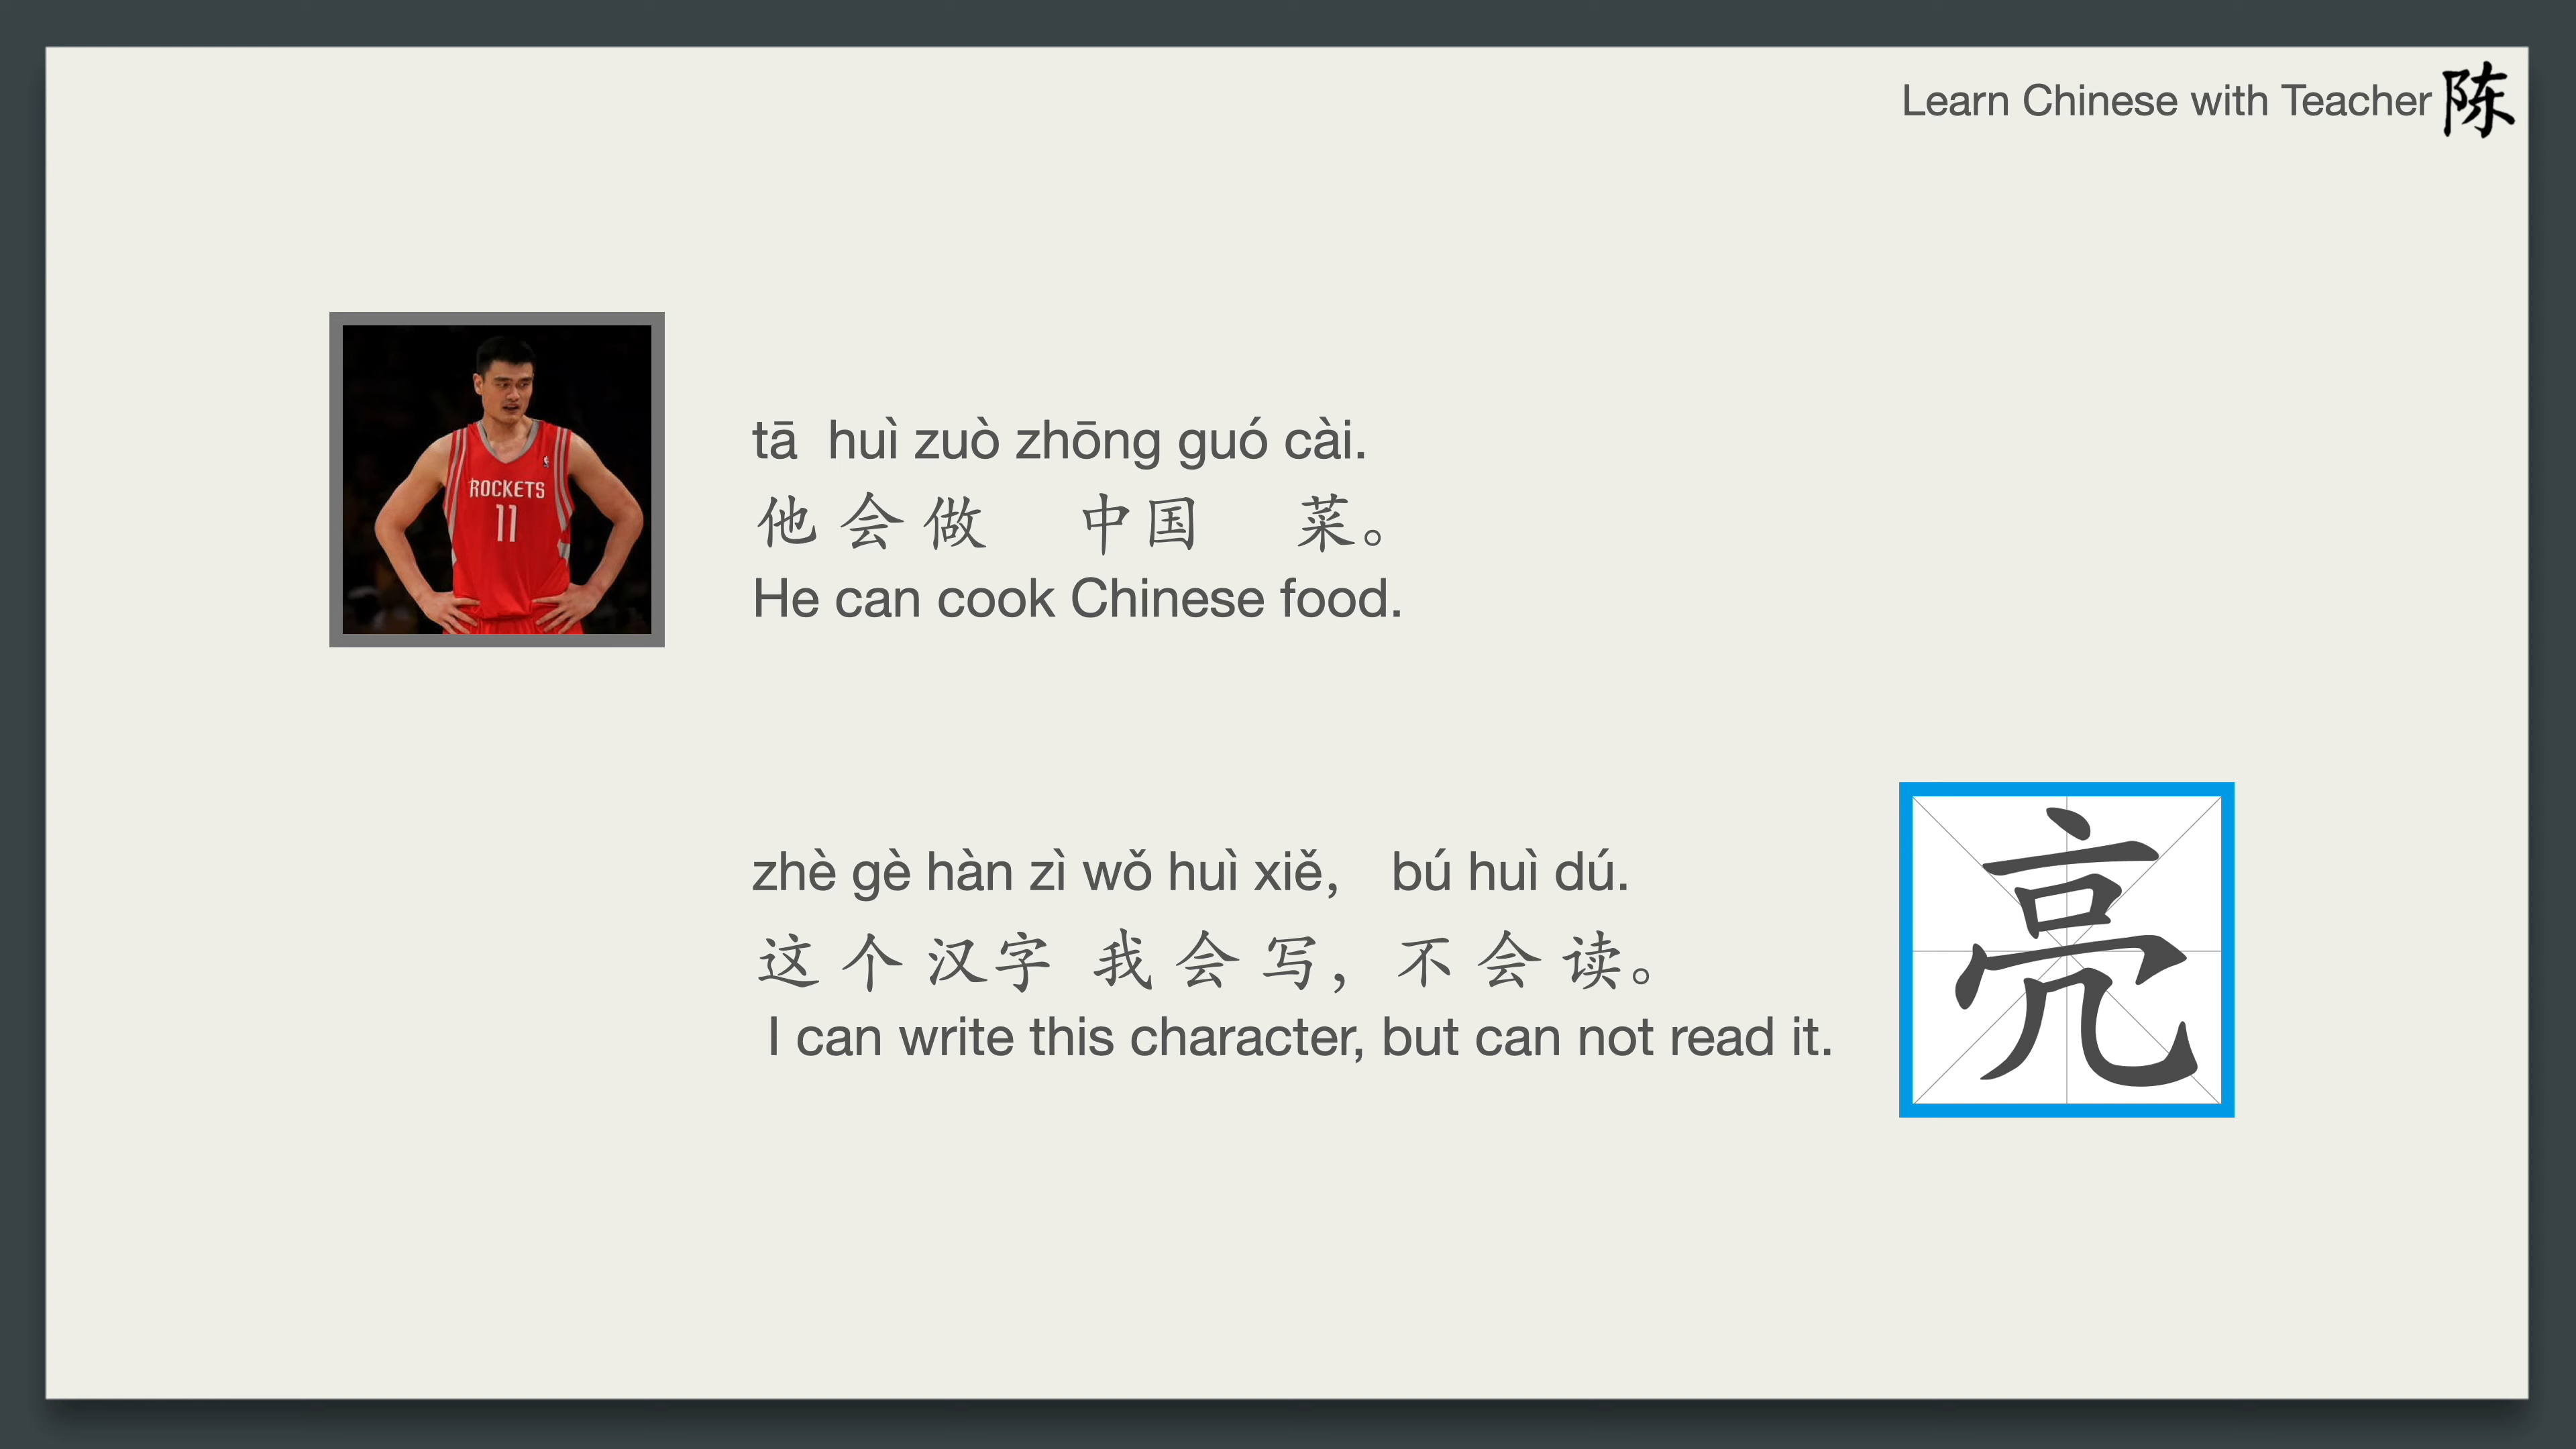 Learn Chinese with Teacher 陈
ROCKETS
11
tā huì zuò zhōng guó cài.
他 会 做 中国 菜。
He can cook Chinese food.
zhè gè hàn zì wǒ huì xiě, bú huì dú.
这 个 汉字 我 会 写，不 会 读。
I can write this character, but can not read it.
亮